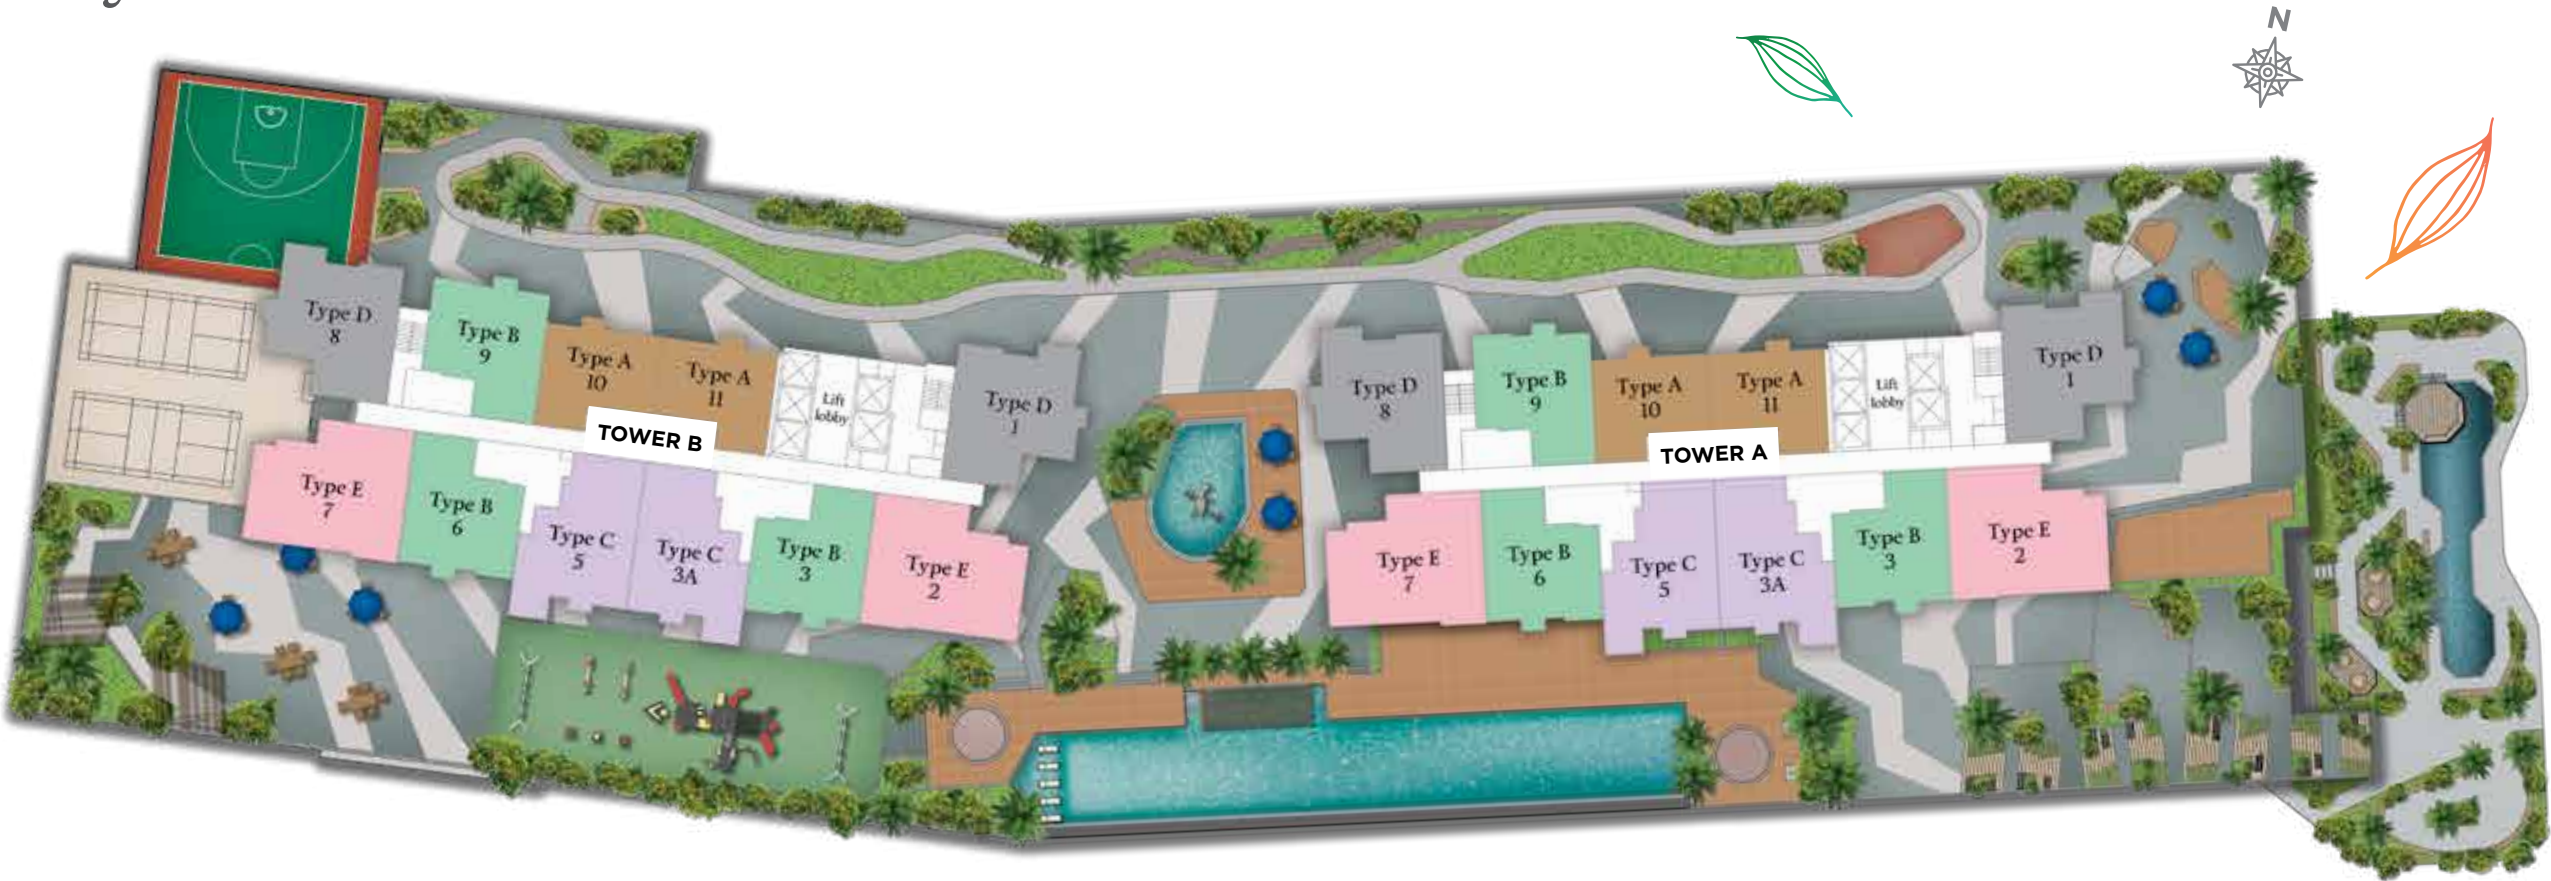 N
Type D
8
Type B
9
Type A
10
Type A
11
Lift
lobby
Type D
1
TOWER B
Type E
7
Type B
6
Type C
5
Type C
3A
Type B
3
Type E
2
Type D
8
Type B
9
Type A
10
Type A
11
Lift
lobby
Type D
1
TOWER A
Type E
7
Type B
6
Type C
5
Type C
3A
Type B
3
Type E
2